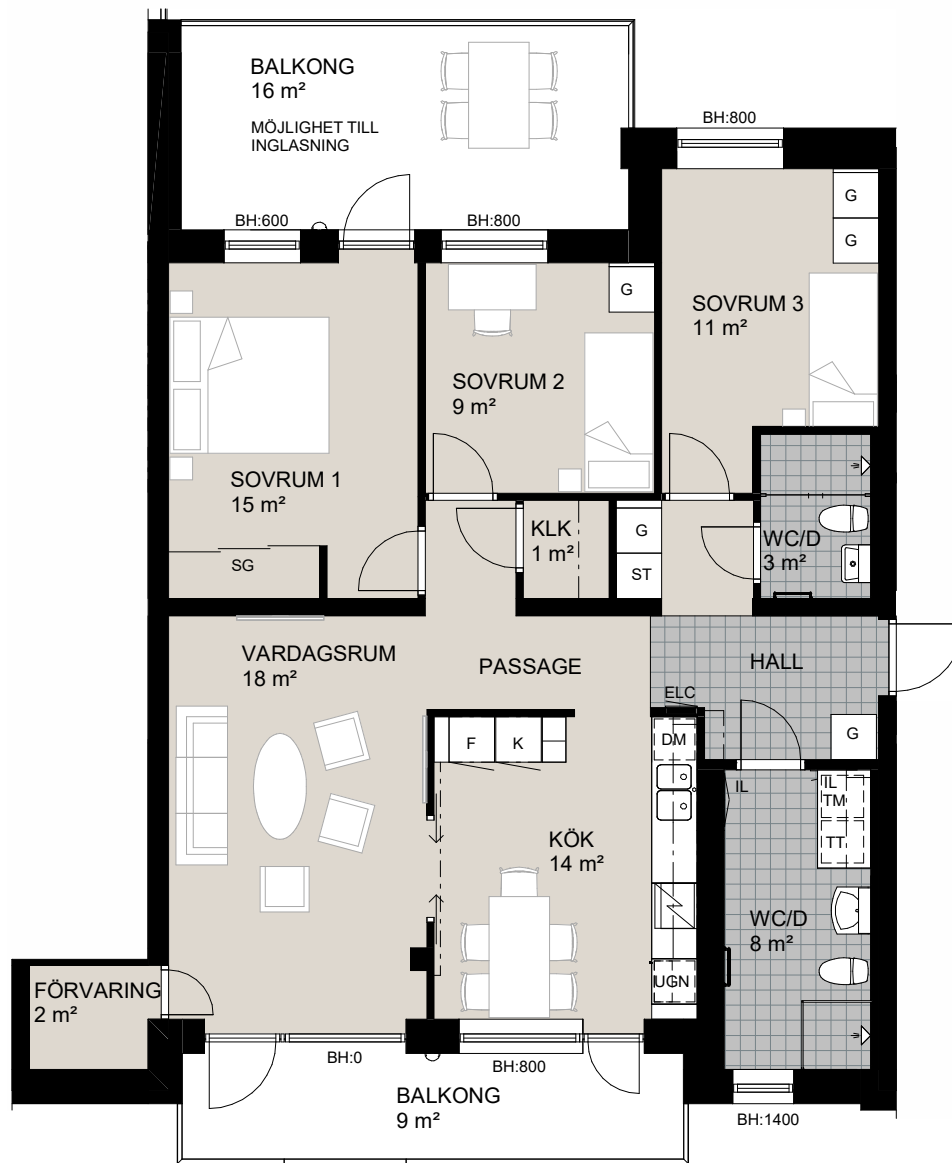 BALKONG
16 m²
MÖJLIGHET TILL
INGLASNING
BH:800
BH:600
BH:800
G
G
G
SOVRUM 3
11 m²
SOVRUM 2
9 m²
SOVRUM 1
15 m²
KLK
1 m²
G
WC/D
3 m²
SG
ST
VARDAGSRUM
18 m²
PASSAGE
HALL
ELC
F
K
DM
G
IL
IL
TM
TT
KÖK
14 m²
WC/D
8 m²
UGN
FÖRVARING
2 m²
BH:0
BH:800
BALKONG
9 m²
BH:1400